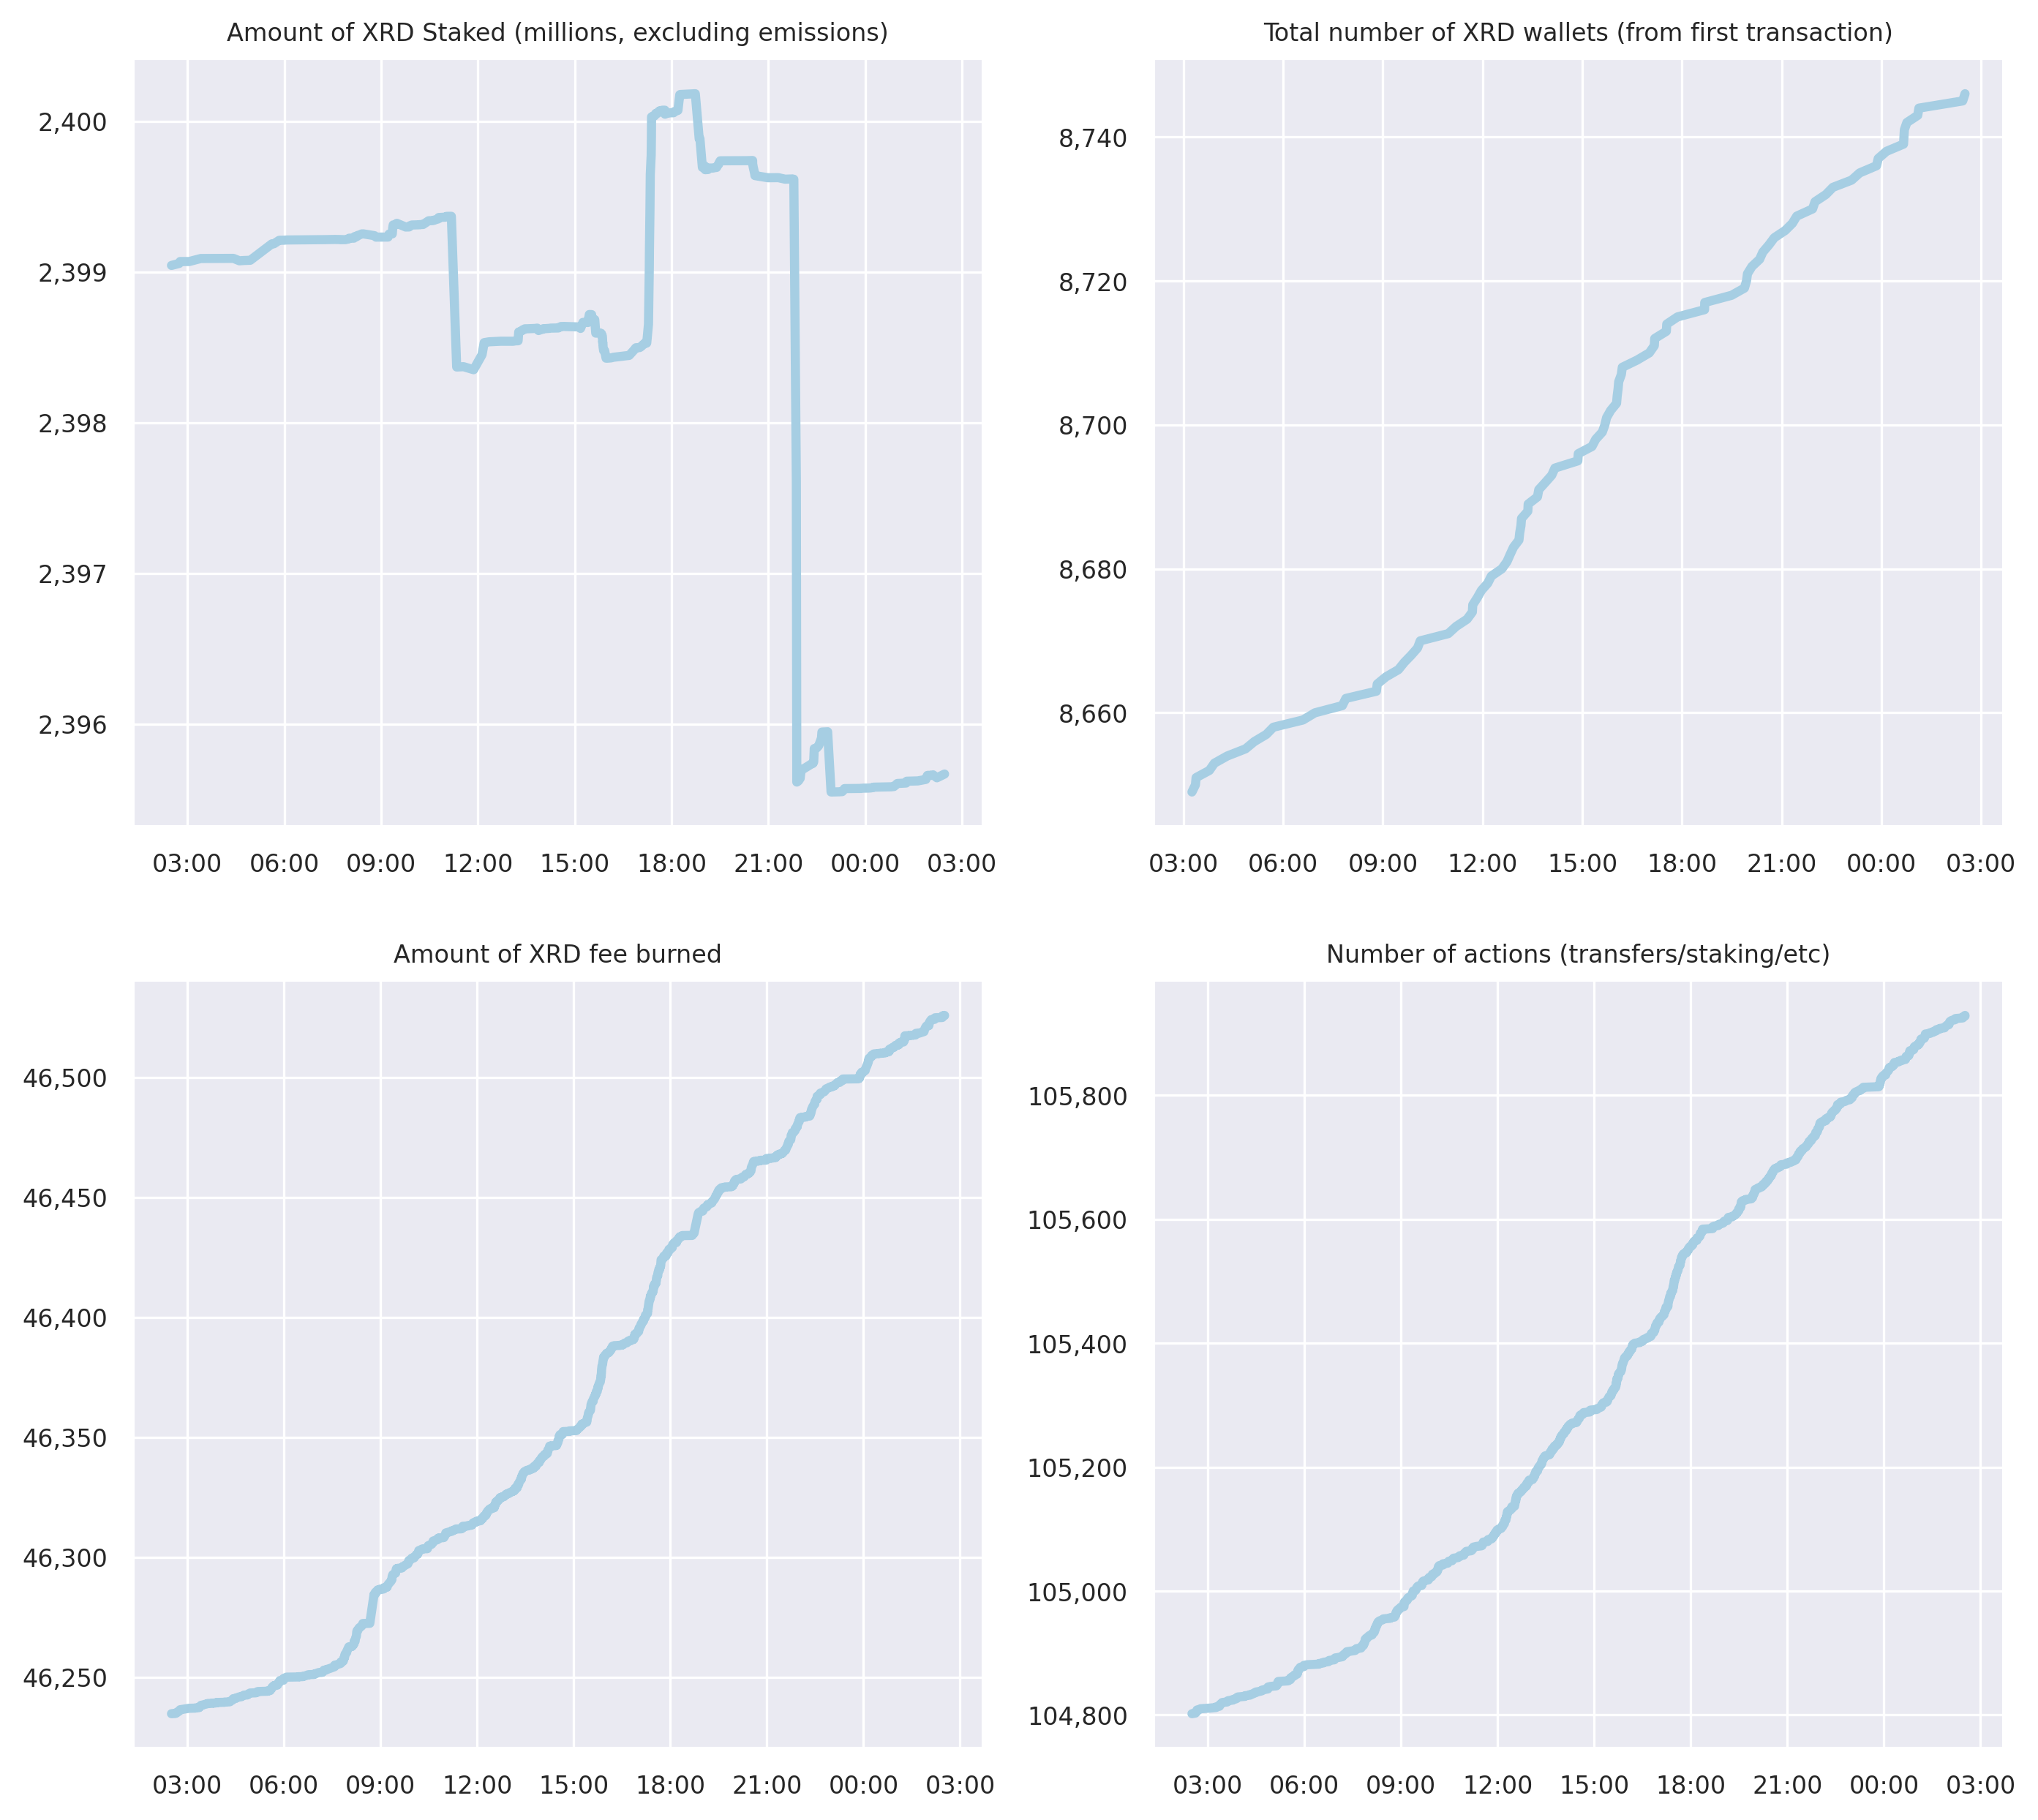 Amount of XRD Staked (millions, excluding emissions)
2,400
2,399
2,398
2,397
2,396
03:00 06:00 09:00 12:00 15:00 18:00 21:00 00:00 03:00
Total number of XRD wallets (from first transaction)
8,740
8,720
8,700
8,680
8,660
03:00 06:00 09:00 12:00 15:00 18:00 21:00 00:00 03:00
Amount of XRD fee burned
46,500
46,450
46,400
46,350
46,300
46,250
03:00 06:00 09:00 12:00 15:00 18:00 21:00 00:00 03:00
Number of actions (transfers/staking/etc)
105,800
105,600
105,400
105,200
105,000
104,800
03:00 06:00 09:00 12:00 15:00 18:00 21:00 00:00 03:00